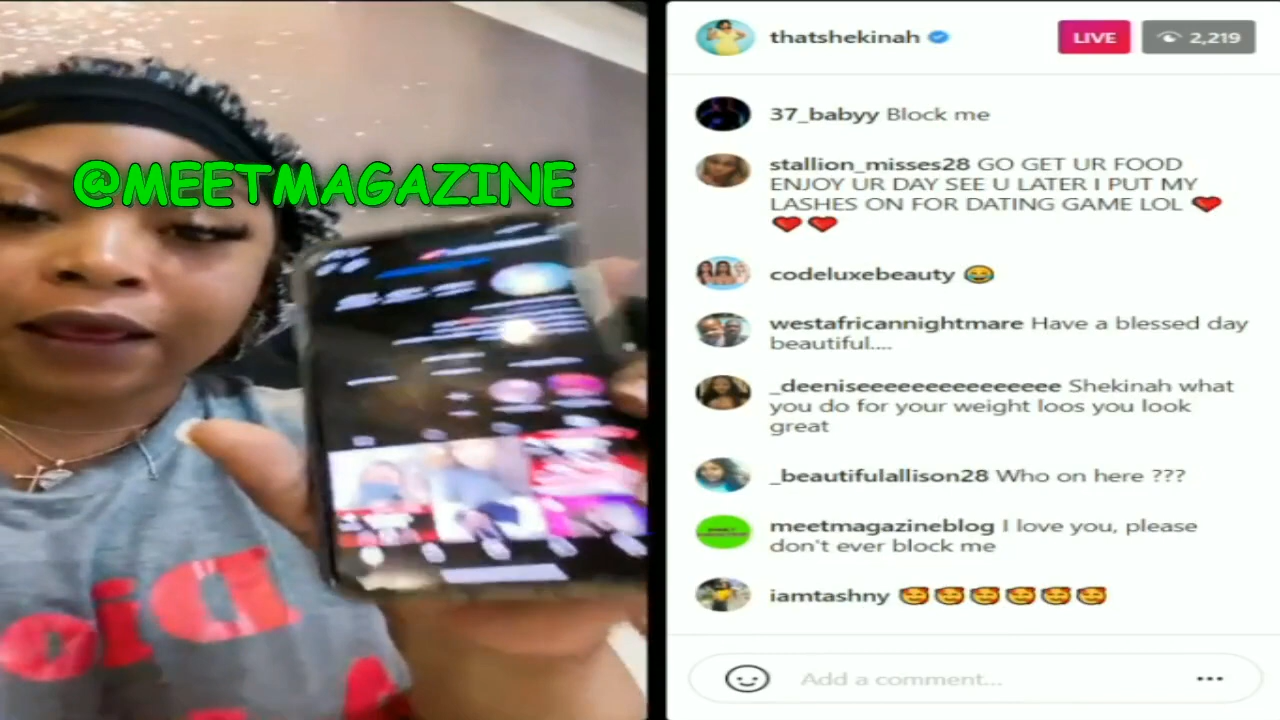 @MEETMAGAZINE
thatshekinah
LIVE
2,219
37_babyy Block me
stallion_misses28 GO GET UR FOOD
ENJOY UR DAY SEE U LATER I PUT MY
LASHES ON FOR DATING GAME LOL ❤️
❤️❤️
codeluxebeauty 😂
westafricannightmare Have a blessed day
beautiful....
_deeniseeeeeeeeeeeeeeee Shekinah what
you do for your weight loos you look
great
_beautifulallison28 Who on here ???
meetmagazineblog I love you, please
don't ever block me
iamtashny 🥰🥰🥰🥰🥰🥰
Add a comment...